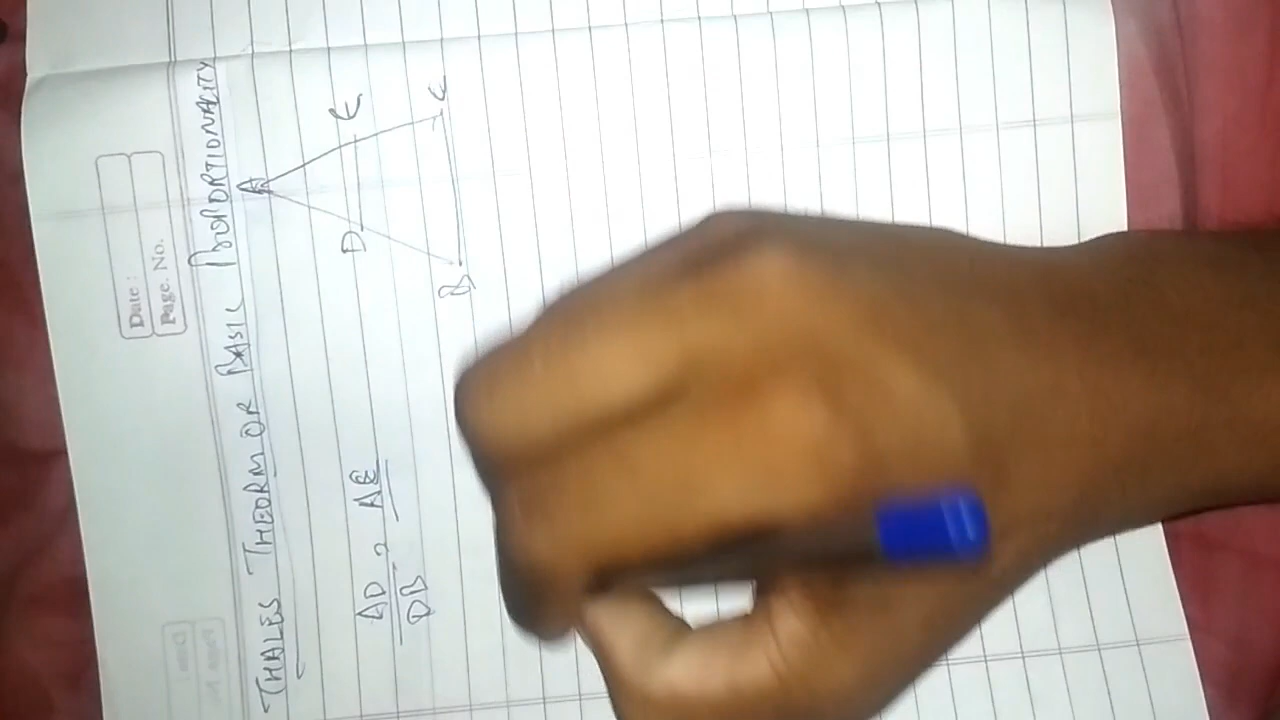 Date :
Page. No.
THALES THEORM OR BASIC PROPORTIONALITY
A
D E
B C
AD = AE
DB